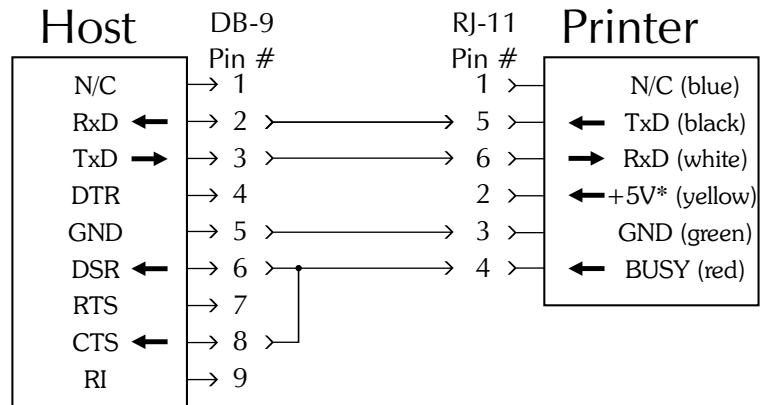 Host DB-9 RJ-11 Printer
Pin # Pin #
N/C 1 1 N/C (blue)
RxD 2 5 TxD (black)
TxD 3 6 RxD (white)
DTR 4 2 +5V* (yellow)
GND 5 3 GND (green)
DSR 6 4 BUSY (red)
RTS 7
CTS 8
RI 9